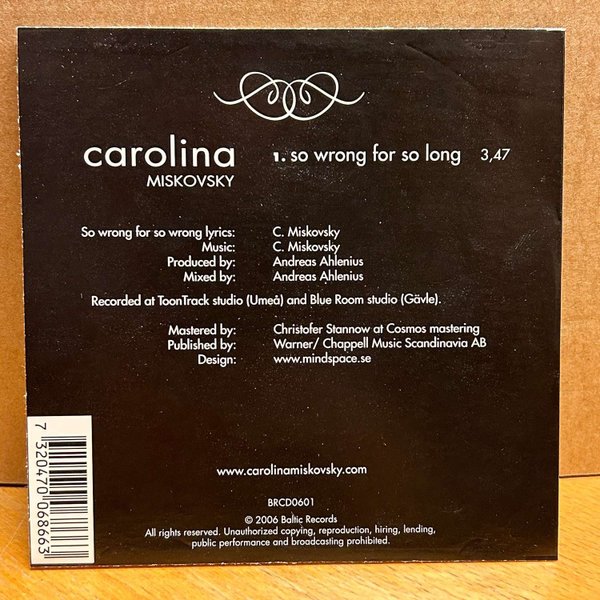 carolina
MISKOVSKY
1. so wrong for so long 3,47
So wrong for so wrong lyrics: C. Miskovsky
Music: C. Miskovsky
Produced by: Andreas Ahlenius
Mixed by: Andreas Ahlenius
Recorded at ToonTrack studio (Umeå) and Blue Room studio (Gävle).
Mastered by: Christofer Stannow at Cosmos mastering
Published by: Warner/ Chappell Music Scandinavia AB
Design: www.mindspace.se
7 320470 068663
www.carolinamiskovsky.com
BRCD0601
© 2006 Baltic Records
All rights reserved. Unauthorized copying, reproduction, hiring, lending,
public performance and broadcasting prohibited.